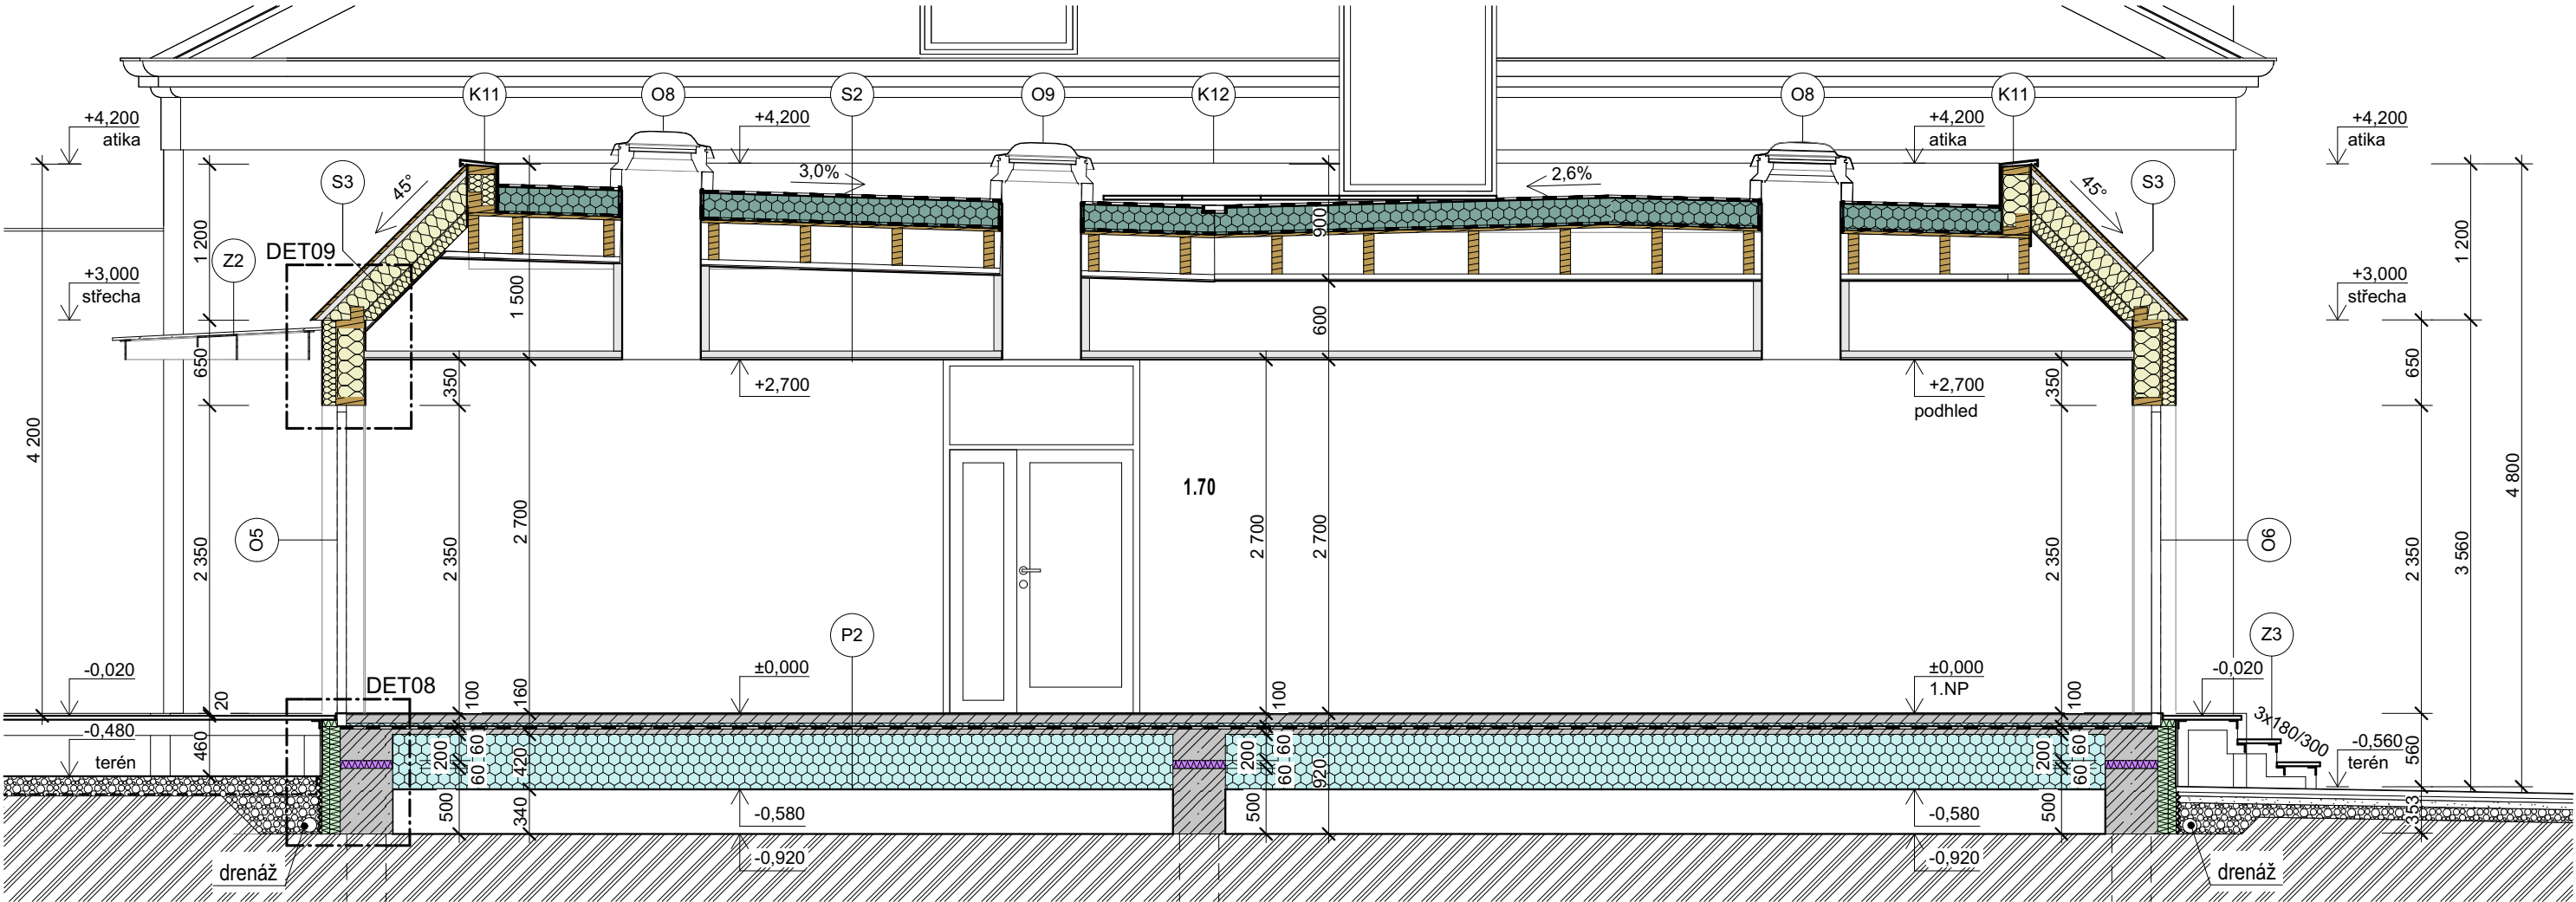 K11
O8
S2
O9
K12
O8
K11
+4,200
atika
+4,200
+4,200
atika
+4,200
atika
S3
45°
3,0%
2,6%
45°
S3
1 200
Z2
DET09
+3,000
střecha
1 500
900
600
1 200
+3,000
střecha
650
350
+2,700
350
+2,700
podhled
650
4 200
2 350
O5
2 350
2 700
1.70
2 700
2 700
2 350
O6
2 350
3 560
4 800
P2
Z3
-0,020
20
DET08
100
160
±0,000
100
±0,000
1.NP
100
-0,020
3x180/300
-0,480
terén
460
200
60
60
420
200
60
60
920
200
60
60
-0,560
terén
560
500
340
-0,580
500
-0,580
500
353
-0,920
-0,920
drenáž
drenáž